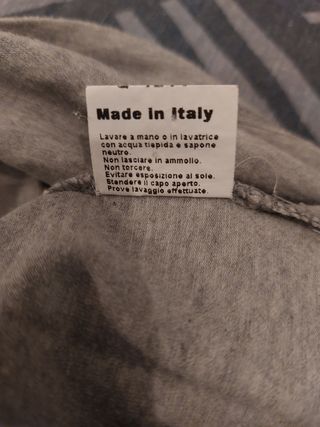 Made in Italy
Lavare a mano o in lavatrice
con acqua tiepida e sapone
neutro.
Non lasciare in ammollo.
Non torcere.
Evitare esposizione al sole.
Stendere il capo aperto.
Prove lavaggio effettuate.